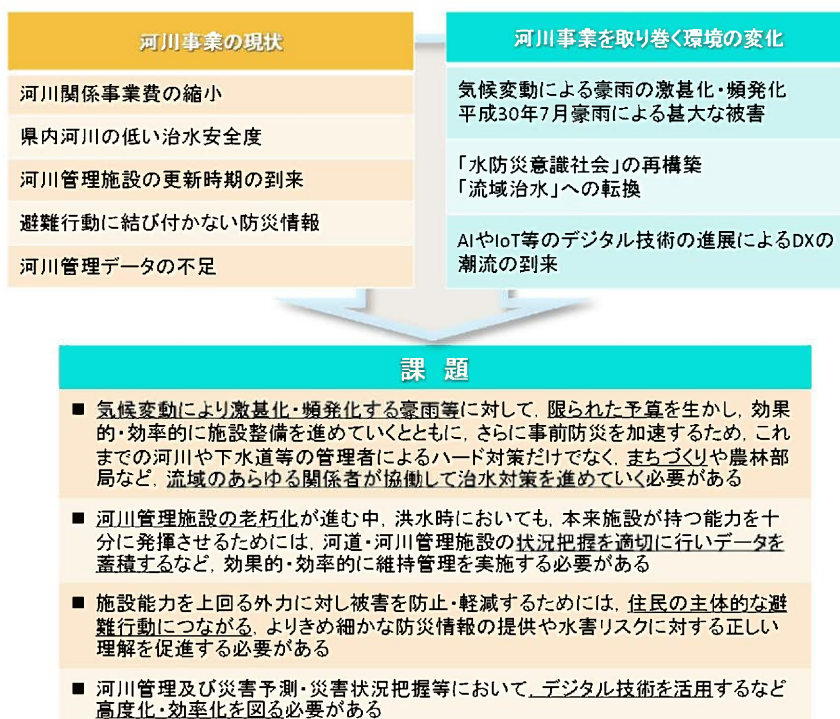 河川事業の現状
河川関係事業費の縮小
県内河川の低い治水安全度
河川管理施設の更新時期の到来
避難行動に結び付かない防災情報
河川管理データの不足
河川事業を取り巻く環境の変化
気候変動による豪雨の激甚化・頻発化
平成30年7月豪雨による甚大な被害
「水防災意識社会」の再構築
「流域治水」への転換
AIやIoT等のデジタル技術の進展によるDXの
潮流の到来
課 題
■ 気候変動により激甚化・頻発化する豪雨等に対して，限られた予算を生かし，効果
的・効率的に施設整備を進めていくとともに，さらに事前防災を加速するため，これ
までの河川や下水道等の管理者によるハード対策だけでなく，まちづくりや農林部
局など，流域のあらゆる関係者が協働して治水対策を進めていく必要がある
■ 河川管理施設の老朽化が進む中，洪水時においても，本来施設が持つ能力を十
分に発揮させるためには，河道・河川管理施設の状況把握を適切に行いデータを
蓄積するなど，効果的・効率的に維持管理を実施する必要がある
■ 施設能力を上回る外力に対し被害を防止・軽減するためには，住民の主体的な避
難行動につながる，よりきめ細かな防災情報の提供や水害リスクに対する正しい
理解を促進する必要がある
■ 河川管理及び災害予測・災害状況把握等において，デジタル技術を活用するなど
高度化・効率化を図る必要がある